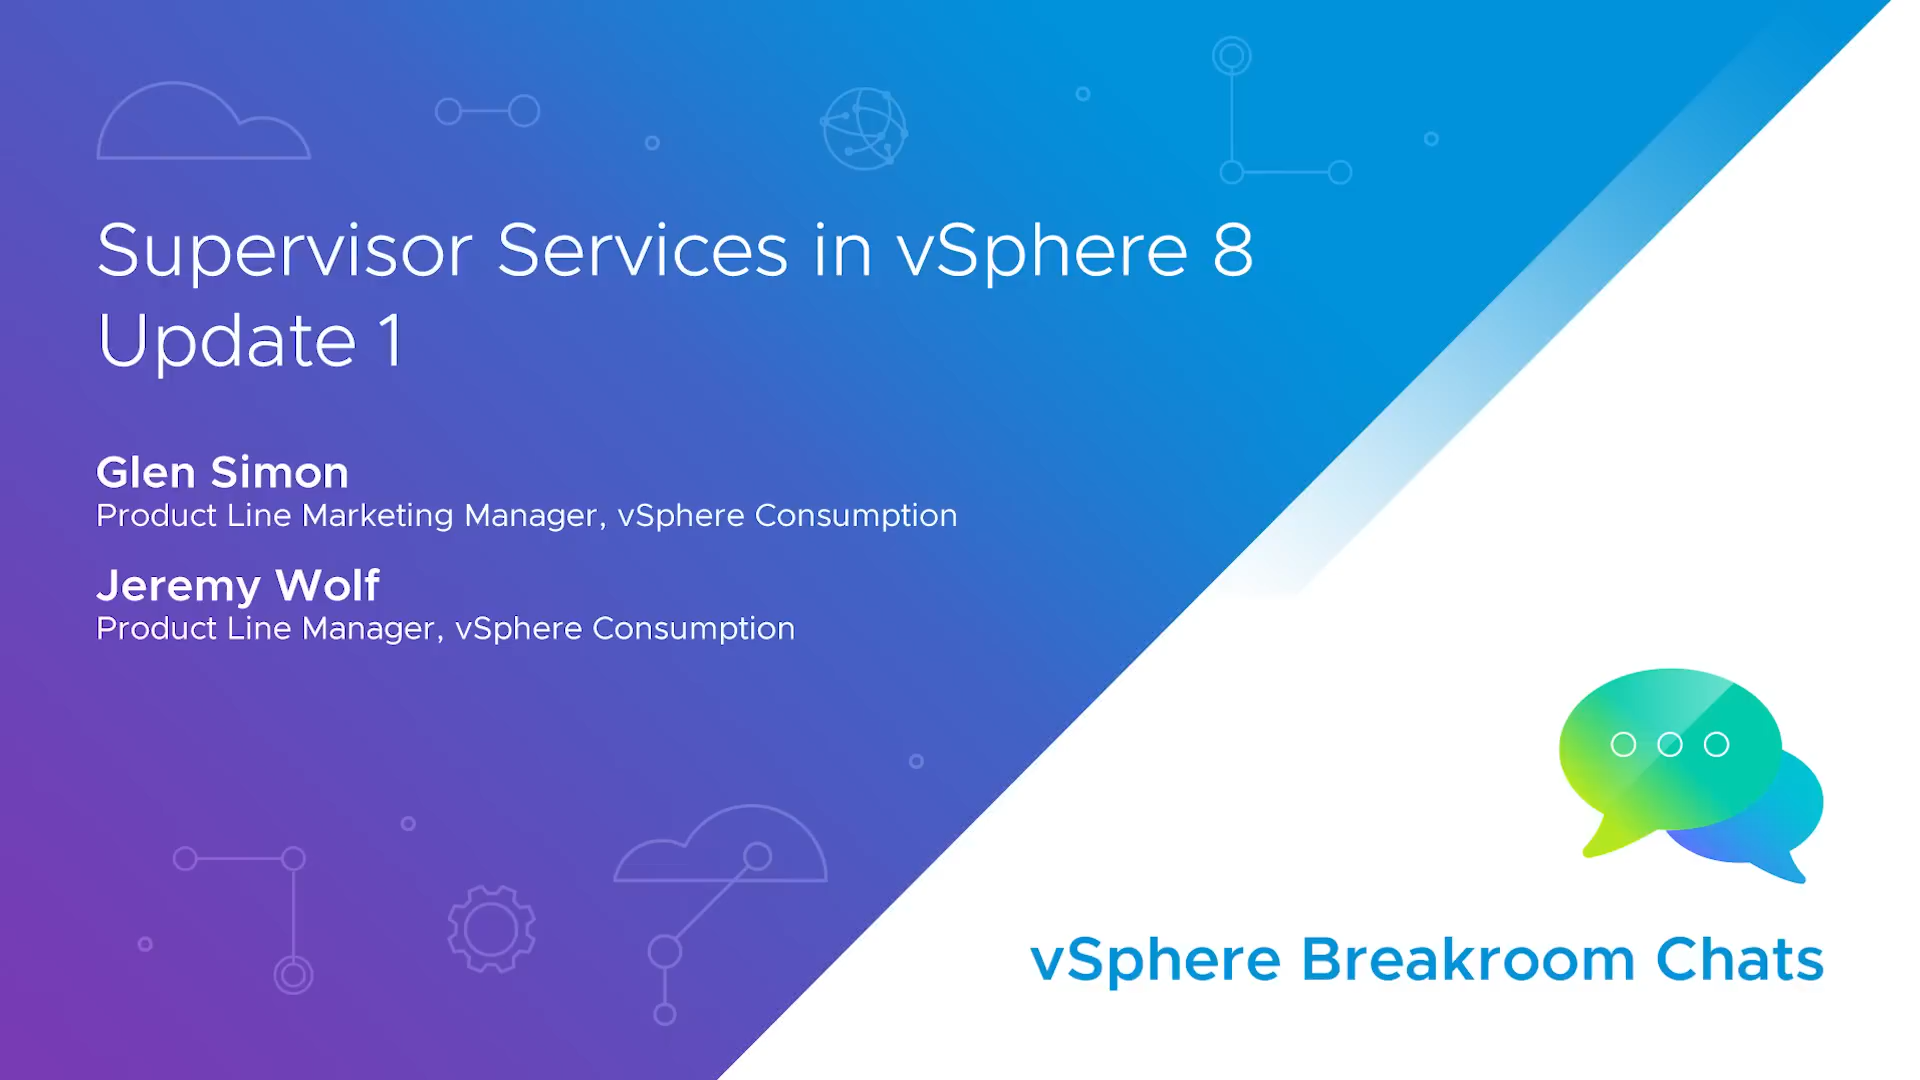 Supervisor Services in vSphere 8
Update 1
Glen Simon
Product Line Marketing Manager, vSphere Consumption
Jeremy Wolf
Product Line Manager, vSphere Consumption
vSphere Breakroom Chats